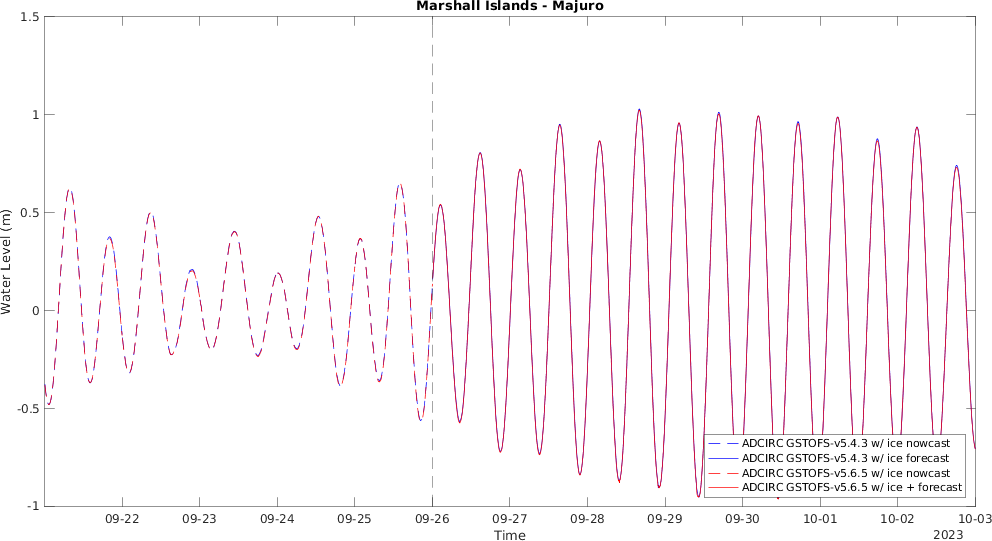 Marshall Islands - Majuro
1.5
1
0.5
0
-0.5
-1
Water Level (m)
ADCIRC GSTOFS-v5.4.3 w/ ice nowcast
ADCIRC GSTOFS-v5.4.3 w/ ice forecast
ADCIRC GSTOFS-v5.6.5 w/ ice nowcast
ADCIRC GSTOFS-v5.6.5 w/ ice + forecast
09-22 09-23 09-24 09-25 09-26 09-27 09-28 09-29 09-30 10-01 10-02 10-03
Time
2023